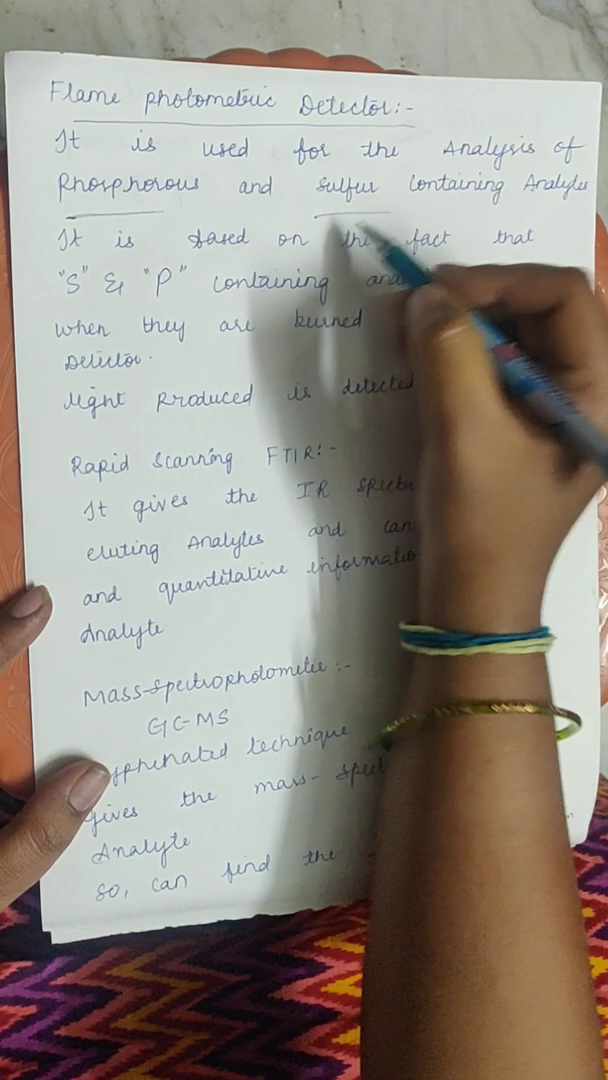 Flame photometric Detector:-
It is used for the Analysis of
Phosphorous and sulfur containing Analytes
It is based on the fact that
"S" & "P" containing ana
when they are burned
Detector.
light produced is detected
Rapid scanning FTIR:-
It gives the IR spectr
eluting Analytes and can
and quantitative informatio
Analyte
Mass-spectrophotometer:-
GC-MS
yphenated technique
gives the mass-spect
Analyte
so, can find the